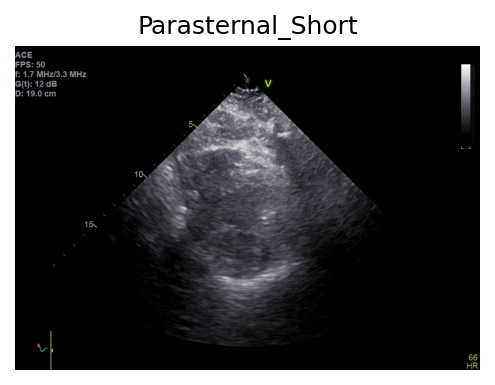 Parasternal_Short
ACE
FPS: 50
f: 1.7 MHz/3.3 MHz
G(t): 12 dB
D: 19.0 cm
V
5
10
15
66
HR